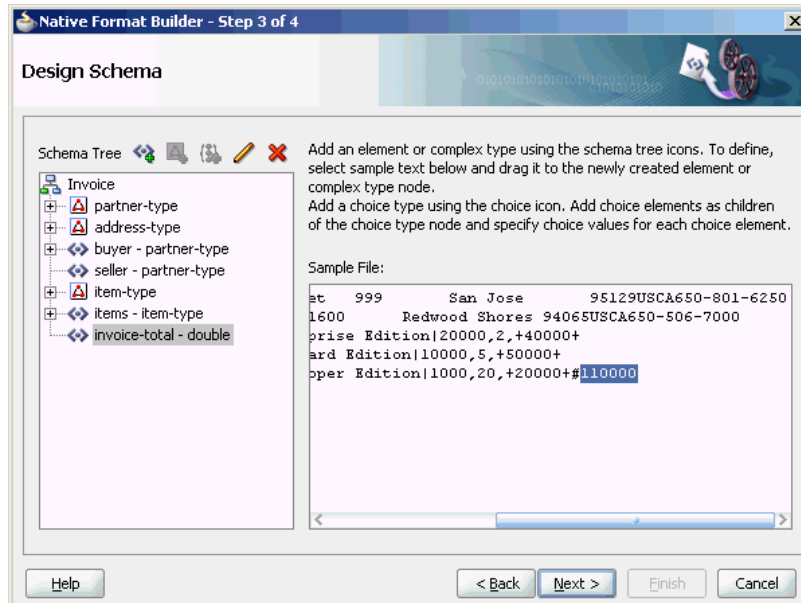 Native Format Builder - Step 3 of 4
Design Schema
Schema Tree
Invoice
partner-type
address-type
buyer - partner-type
seller - partner-type
item-type
items - item-type
invoice-total - double
Add an element or complex type using the schema tree icons. To define,
select sample text below and drag it to the newly created element or
complex type node.
Add a choice type using the choice icon. Add choice elements as children
of the choice type node and specify choice values for each choice element.
Sample File:
et 999 San Jose 95129USCA650-801-6250
1600 Redwood Shores 94065USCA650-506-7000
prise Edition|20000,2,+40000+
ard Edition|10000,5,+50000+
oper Edition|1000,20,+20000+#110000
Help
< Back
Next >
Finish
Cancel